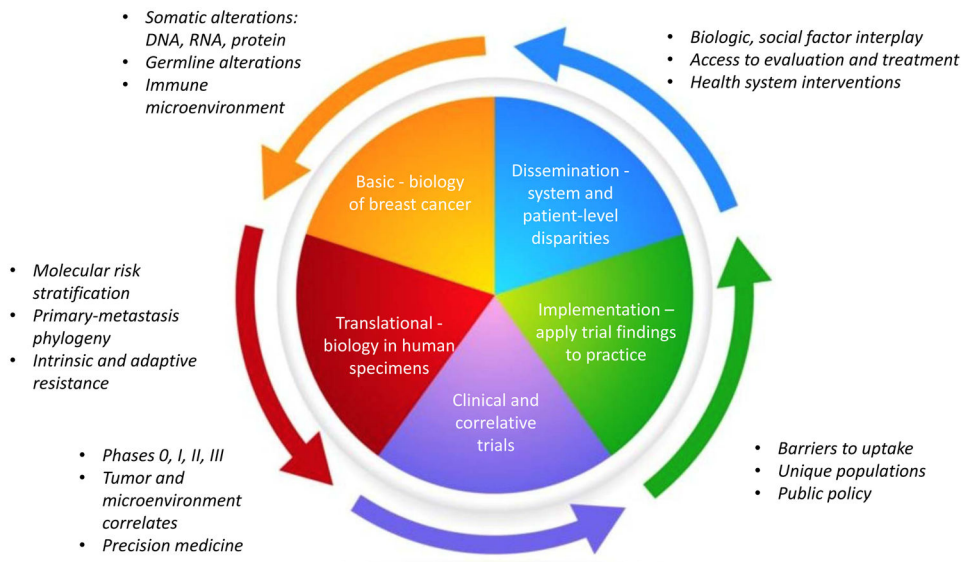 • Somatic alterations:
DNA, RNA, protein
• Germline alterations
• Immune
microenvironment
• Biologic, social factor interplay
• Access to evaluation and treatment
• Health system interventions
Basic - biology
of breast cancer
Dissemination -
system and
patient-level
disparities
• Molecular risk
stratification
• Primary-metastasis
phylogeny
• Intrinsic and adaptive
resistance
Translational -
biology in human
specimens
Implementation –
apply trial findings
to practice
Clinical and
correlative
trials
• Phases 0, I, II, III
• Tumor and
microenvironment
correlates
• Precision medicine
• Barriers to uptake
• Unique populations
• Public policy